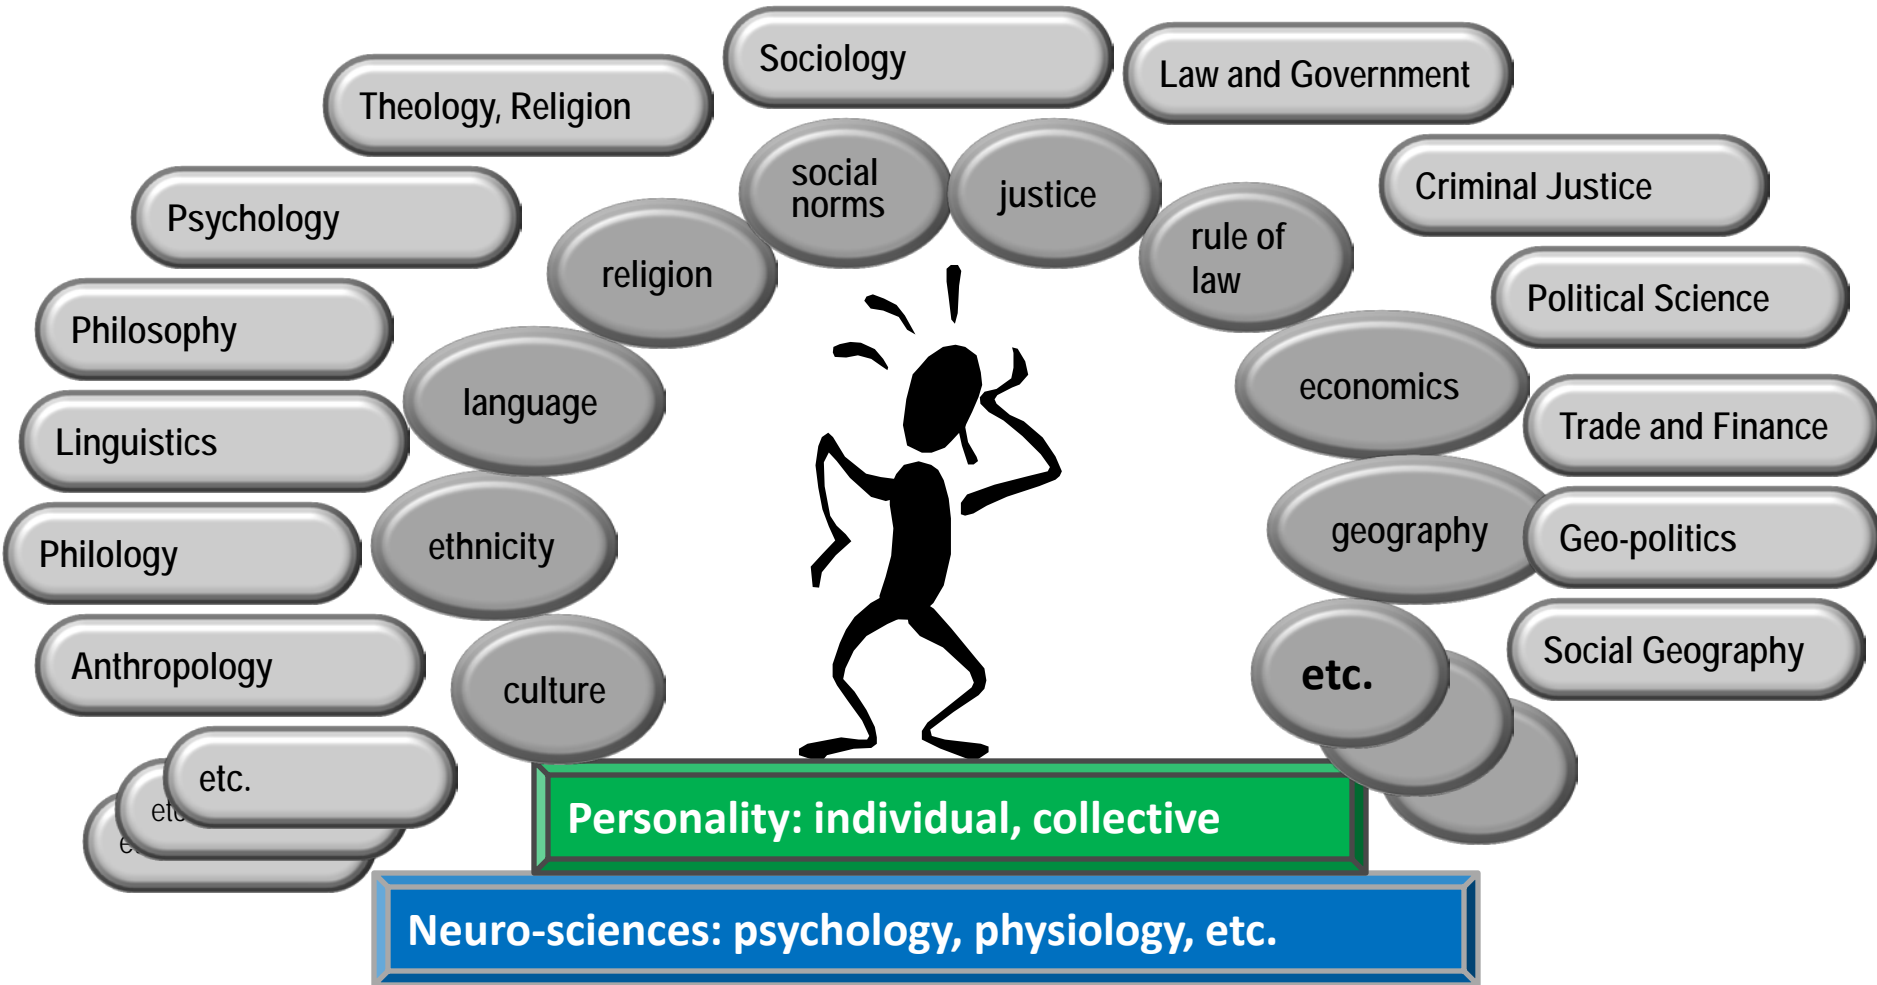 Sociology
Law and Government
Theology, Religion
social
norms
justice
Criminal Justice
Psychology
rule of
law
religion
Political Science
Philosophy
language
economics
Trade and Finance
Linguistics
ethnicity
geography
Geo-politics
Philology
Anthropology
culture
etc.
Social Geography
etc.
etc
Personality: individual, collective
Neuro-sciences: psychology, physiology, etc.